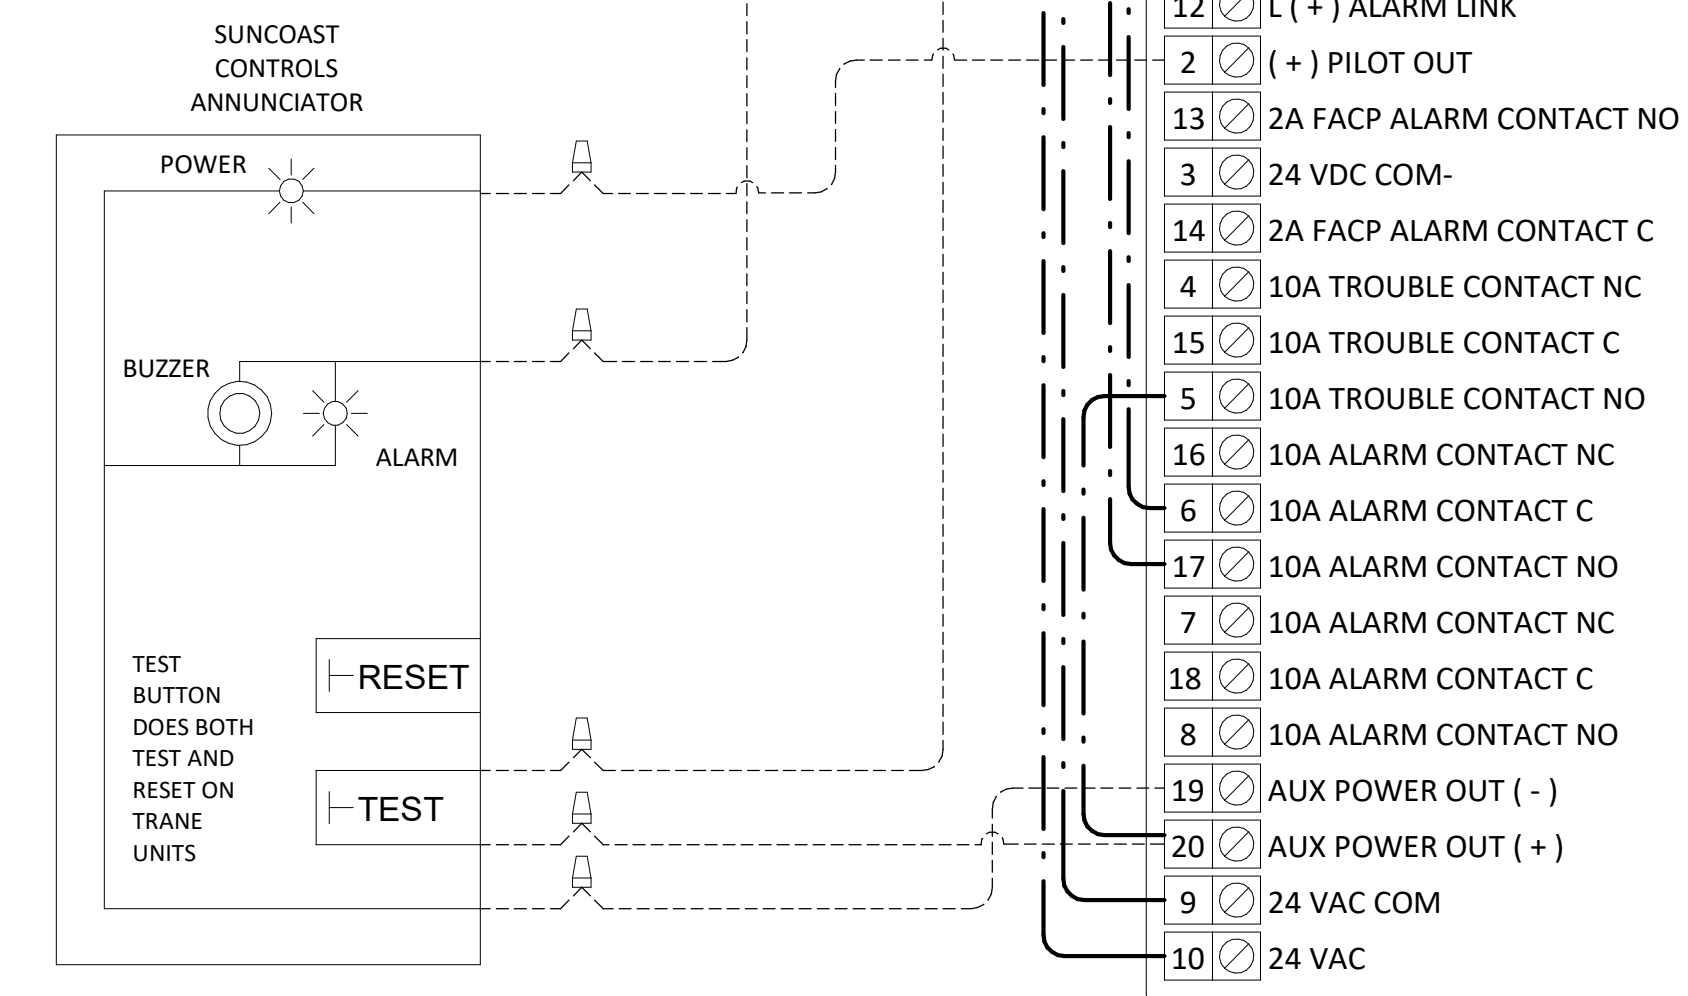 SUNCOAST
CONTROLS
ANNUNCIATOR
POWER
BUZZER
ALARM
RESET
TEST
BUTTON
DOES BOTH
TEST AND
RESET ON
TRANE
UNITS
TEST
12 L ( + ) ALARM LINK
2 ( + ) PILOT OUT
13 2A FACP ALARM CONTACT NO
3 24 VDC COM-
14 2A FACP ALARM CONTACT C
4 10A TROUBLE CONTACT NC
15 10A TROUBLE CONTACT C
5 10A TROUBLE CONTACT NO
16 10A ALARM CONTACT NC
6 10A ALARM CONTACT C
17 10A ALARM CONTACT NO
7 10A ALARM CONTACT NC
18 10A ALARM CONTACT C
8 10A ALARM CONTACT NO
19 AUX POWER OUT ( - )
20 AUX POWER OUT ( + )
9 24 VAC COM
10 24 VAC